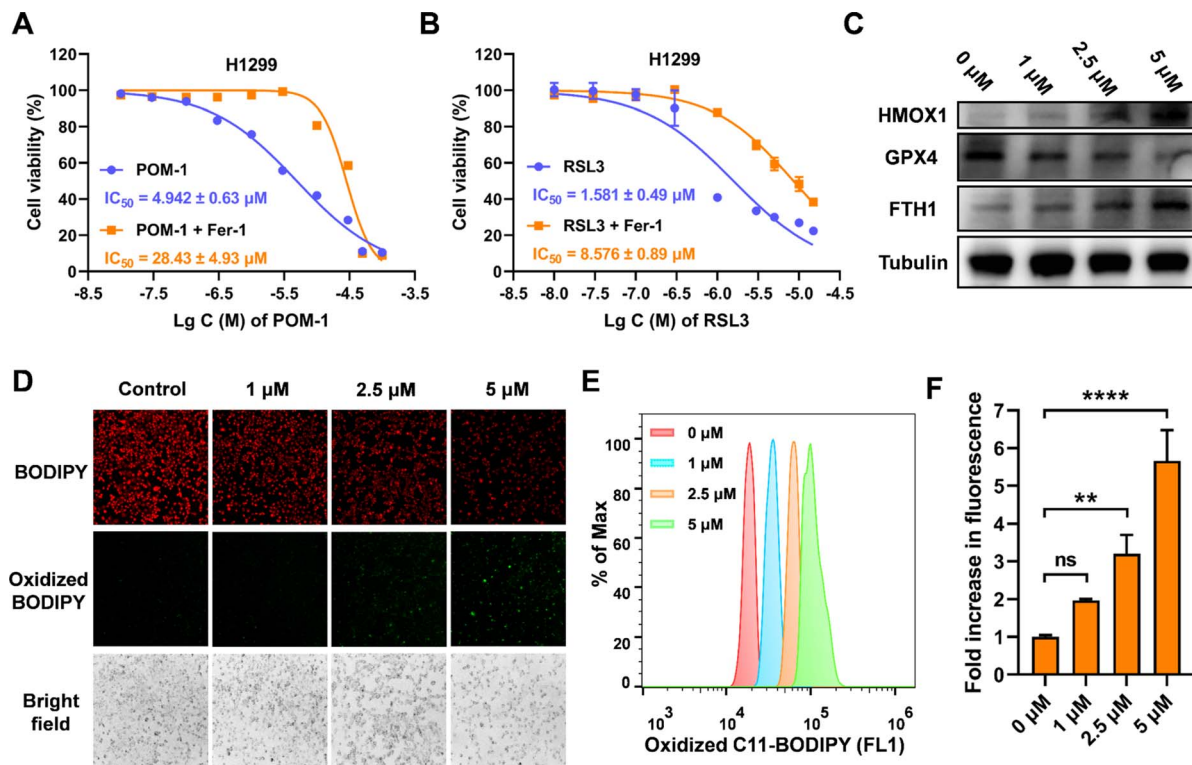 A
H1299
Cell viability (%)
120
100
80
60
40
20
0
POM-1
IC50 = 4.942 ± 0.63 μM
POM-1 + Fer-1
IC50 = 28.43 ± 4.93 μM
-8.5 -7.5 -6.5 -5.5 -4.5 -3.5
Lg C (M) of POM-1
B
H1299
Cell viability (%)
120
100
80
60
40
20
0
RSL3
IC50 = 1.581 ± 0.49 μM
RSL3 + Fer-1
IC50 = 8.576 ± 0.89 μM
-8.5 -8.0 -7.5 -7.0 -6.5 -6.0 -5.5 -5.0 -4.5
Lg C (M) of RSL3
C
0 μM 1 μM 2.5 μM 5 μM
HMOX1
GPX4
FTH1
Tubulin
D
Control 1 μM 2.5 μM 5 μM
BODIPY
Oxidized
BODIPY
Bright
field
E
% of Max
100
80
60
40
20
0
0 μM
1 μM
2.5 μM
5 μM
10^3 10^4 10^5 10^6
Oxidized C11-BODIPY (FL1)
F
Fold increase in fluorescence
7
6
5
4
3
2
1
0
****
**
ns
0 μM 1 μM 2.5 μM 5 μM